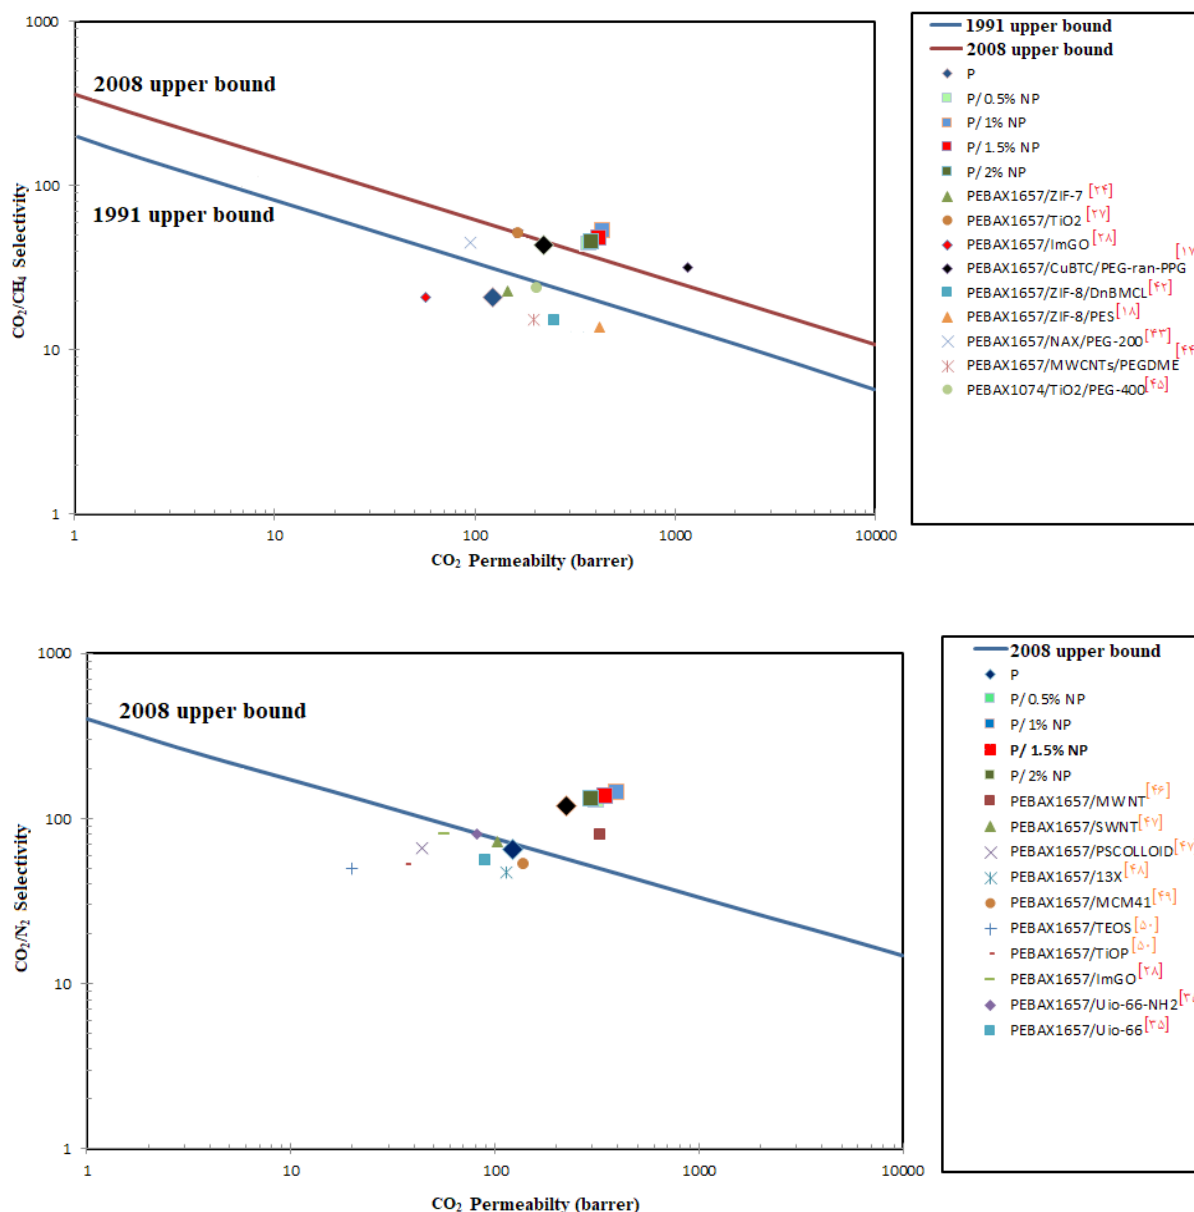 1000
100
10
1
1
10
100
1000
10000
2008 upper bound
1991 upper bound
CO₂/CH₄ Selectivity
CO₂ Permeabilty (barrer)
1991 upper bound
2008 upper bound
P
P/ 0.5% NP
P/ 1% NP
P/ 1.5% NP
P/ 2% NP
PEBAX1657/ZIF-7 [۲۴]
PEBAX1657/TiO2 [۲۷]
PEBAX1657/ImGO [۲۸]
PEBAX1657/CuBTC/PEG-ran-PPG [۱۷
PEBAX1657/ZIF-8/DnBMCL [۴۲]
PEBAX1657/ZIF-8/PES [۱۸]
PEBAX1657/NAX/PEG-200 [۴۳]
PEBAX1657/MWCNTs/PEGDME [۴۴
PEBAX1074/TiO2/PEG-400 [۴۵]
1000
100
10
1
1
10
100
1000
10000
2008 upper bound
CO₂/N₂ Selectivity
CO₂ Permeabilty (barrer)
2008 upper bound
P
P/ 0.5% NP
P/ 1% NP
P/ 1.5% NP
P/ 2% NP
PEBAX1657/MWNT [۴۶]
PEBAX1657/SWNT [۴۷]
PEBAX1657/PSCOLLOID [۴۷
PEBAX1657/13X [۴۸]
PEBAX1657/MCM41 [۴۹]
PEBAX1657/TEOS [۵۰]
PEBAX1657/TiOP [۵۰]
PEBAX1657/ImGO [۲۸]
PEBAX1657/Uio-66-NH2
PEBAX1657/Uio-66 [۳۵]